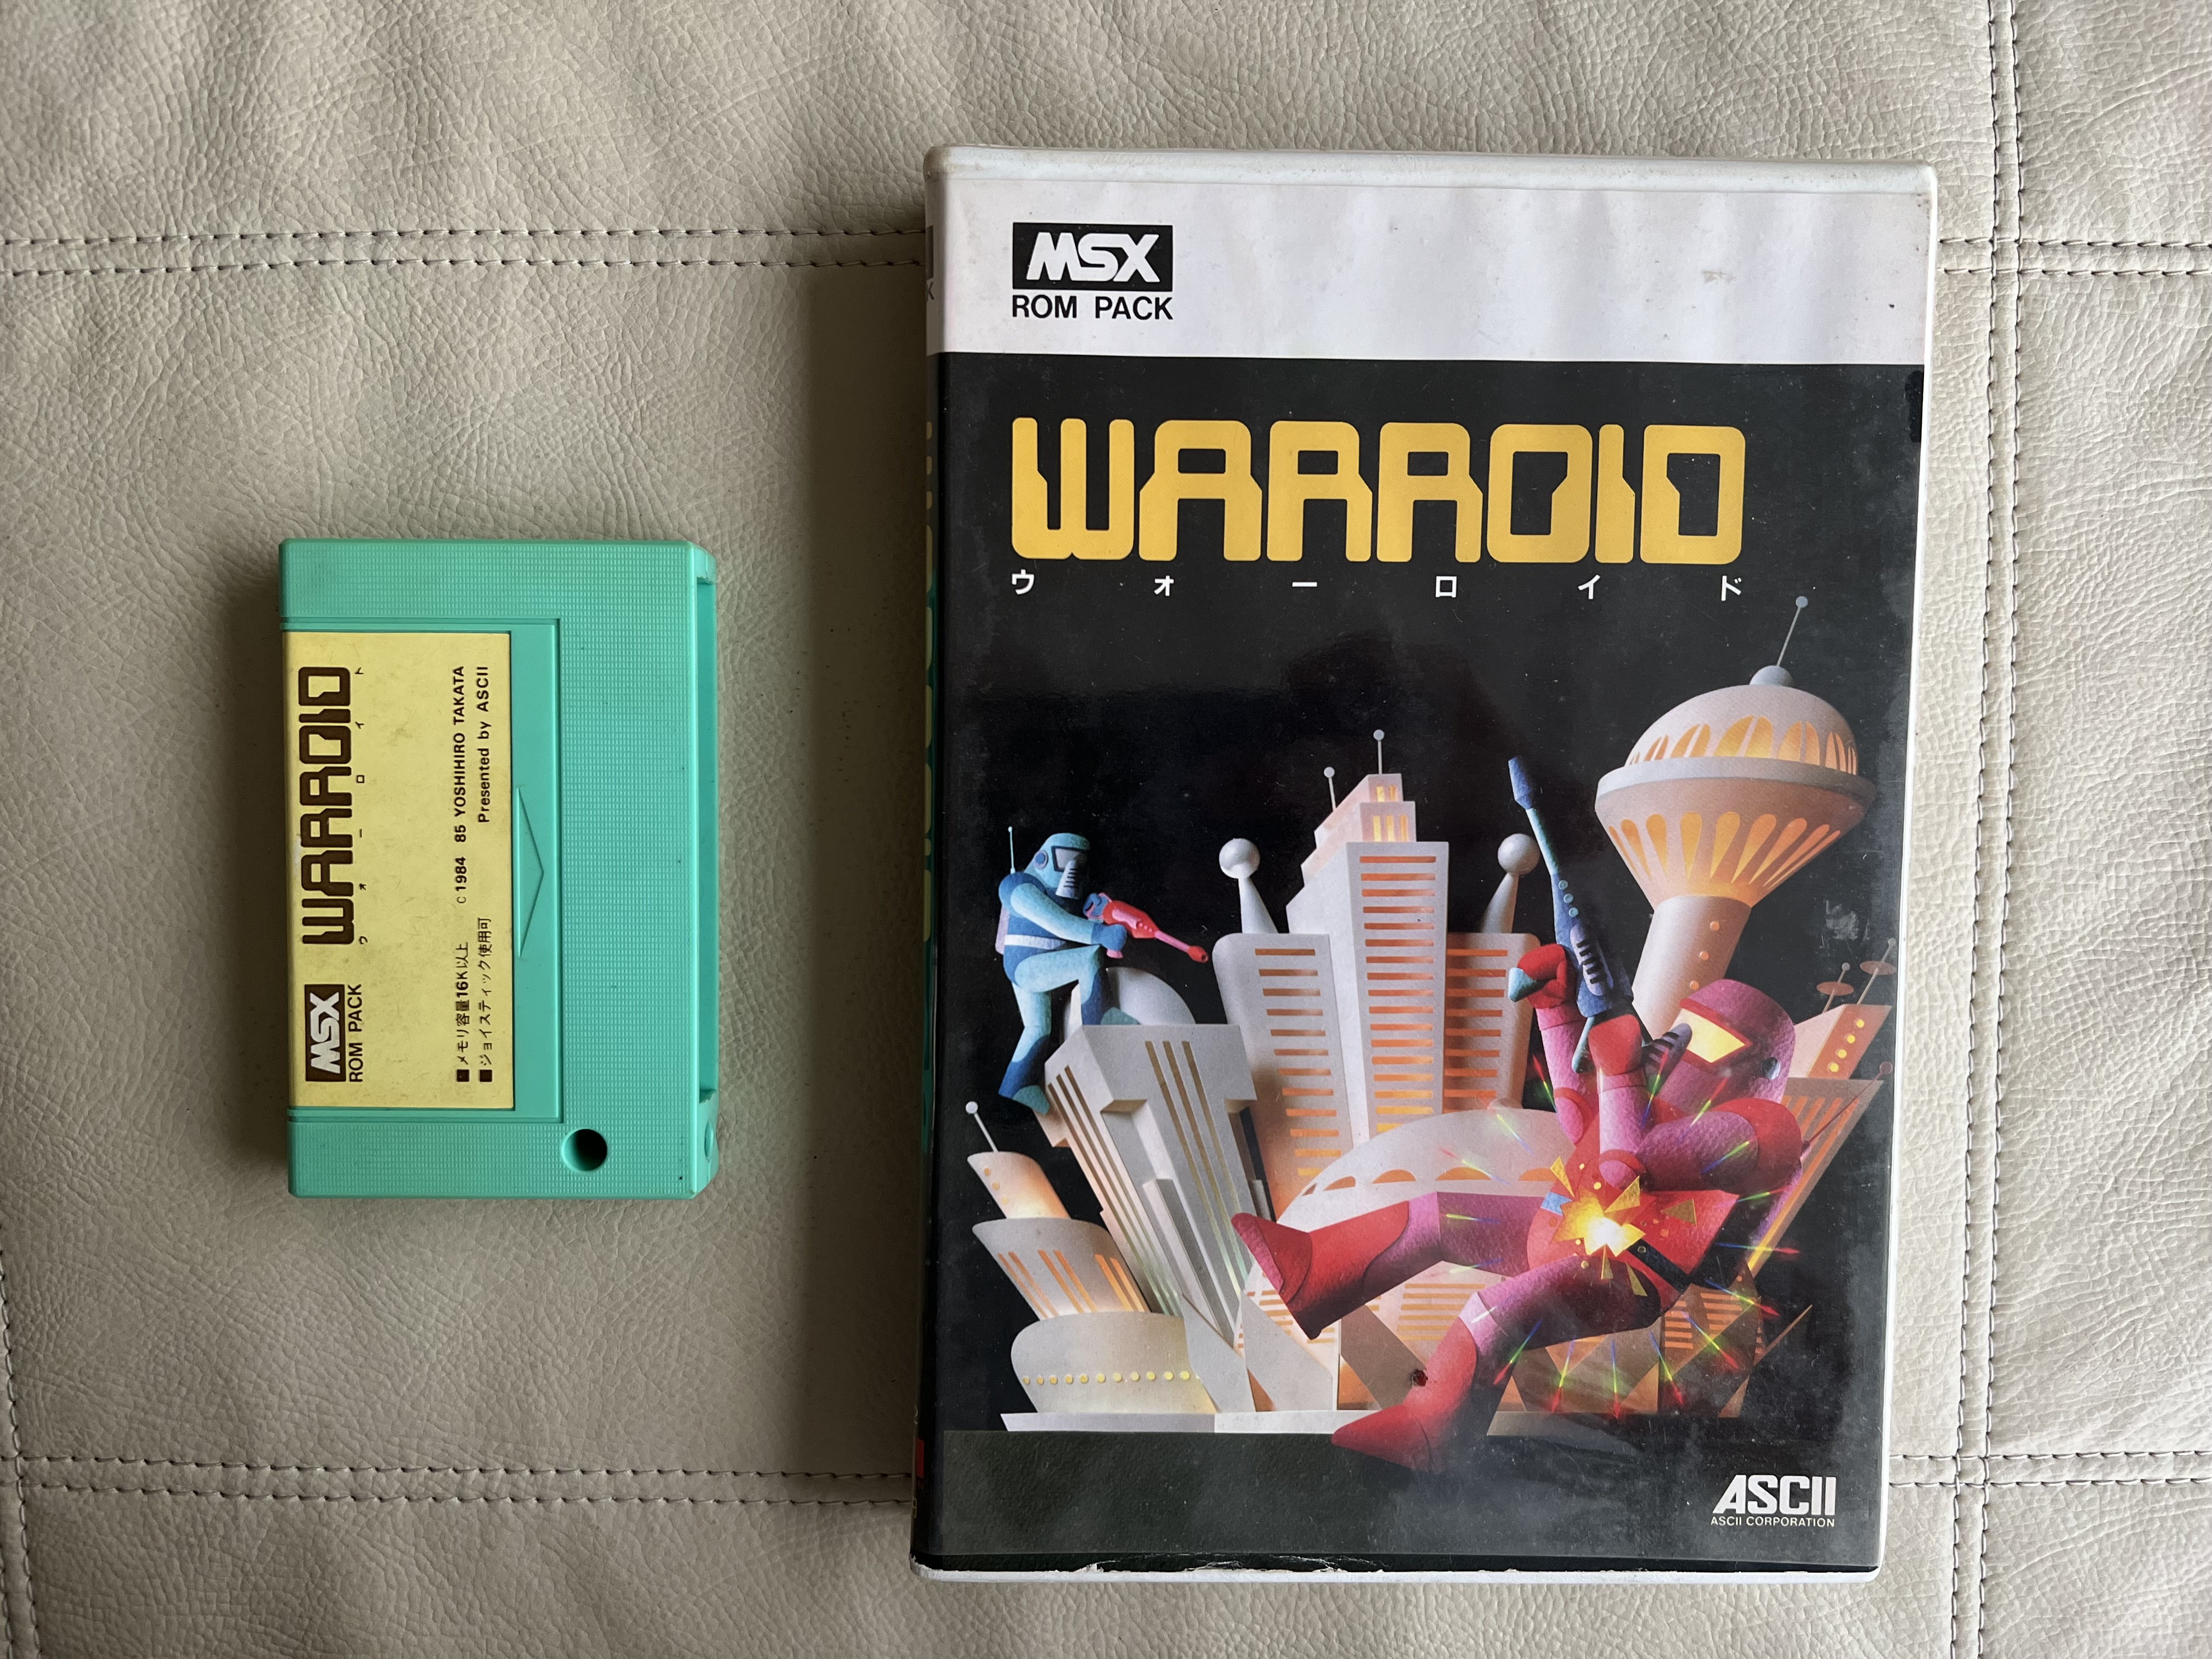 MSX
ROM PACK
WARROID
ウォーロイド
■メモリ容量16K以上
■ジョイスティック使用可
C 1984 85 YOSHIHIRO TAKATA
Presented by ASCII
MSX
ROM PACK
WARROID
ウォーロイド
ASCII
ASCII CORPORATION